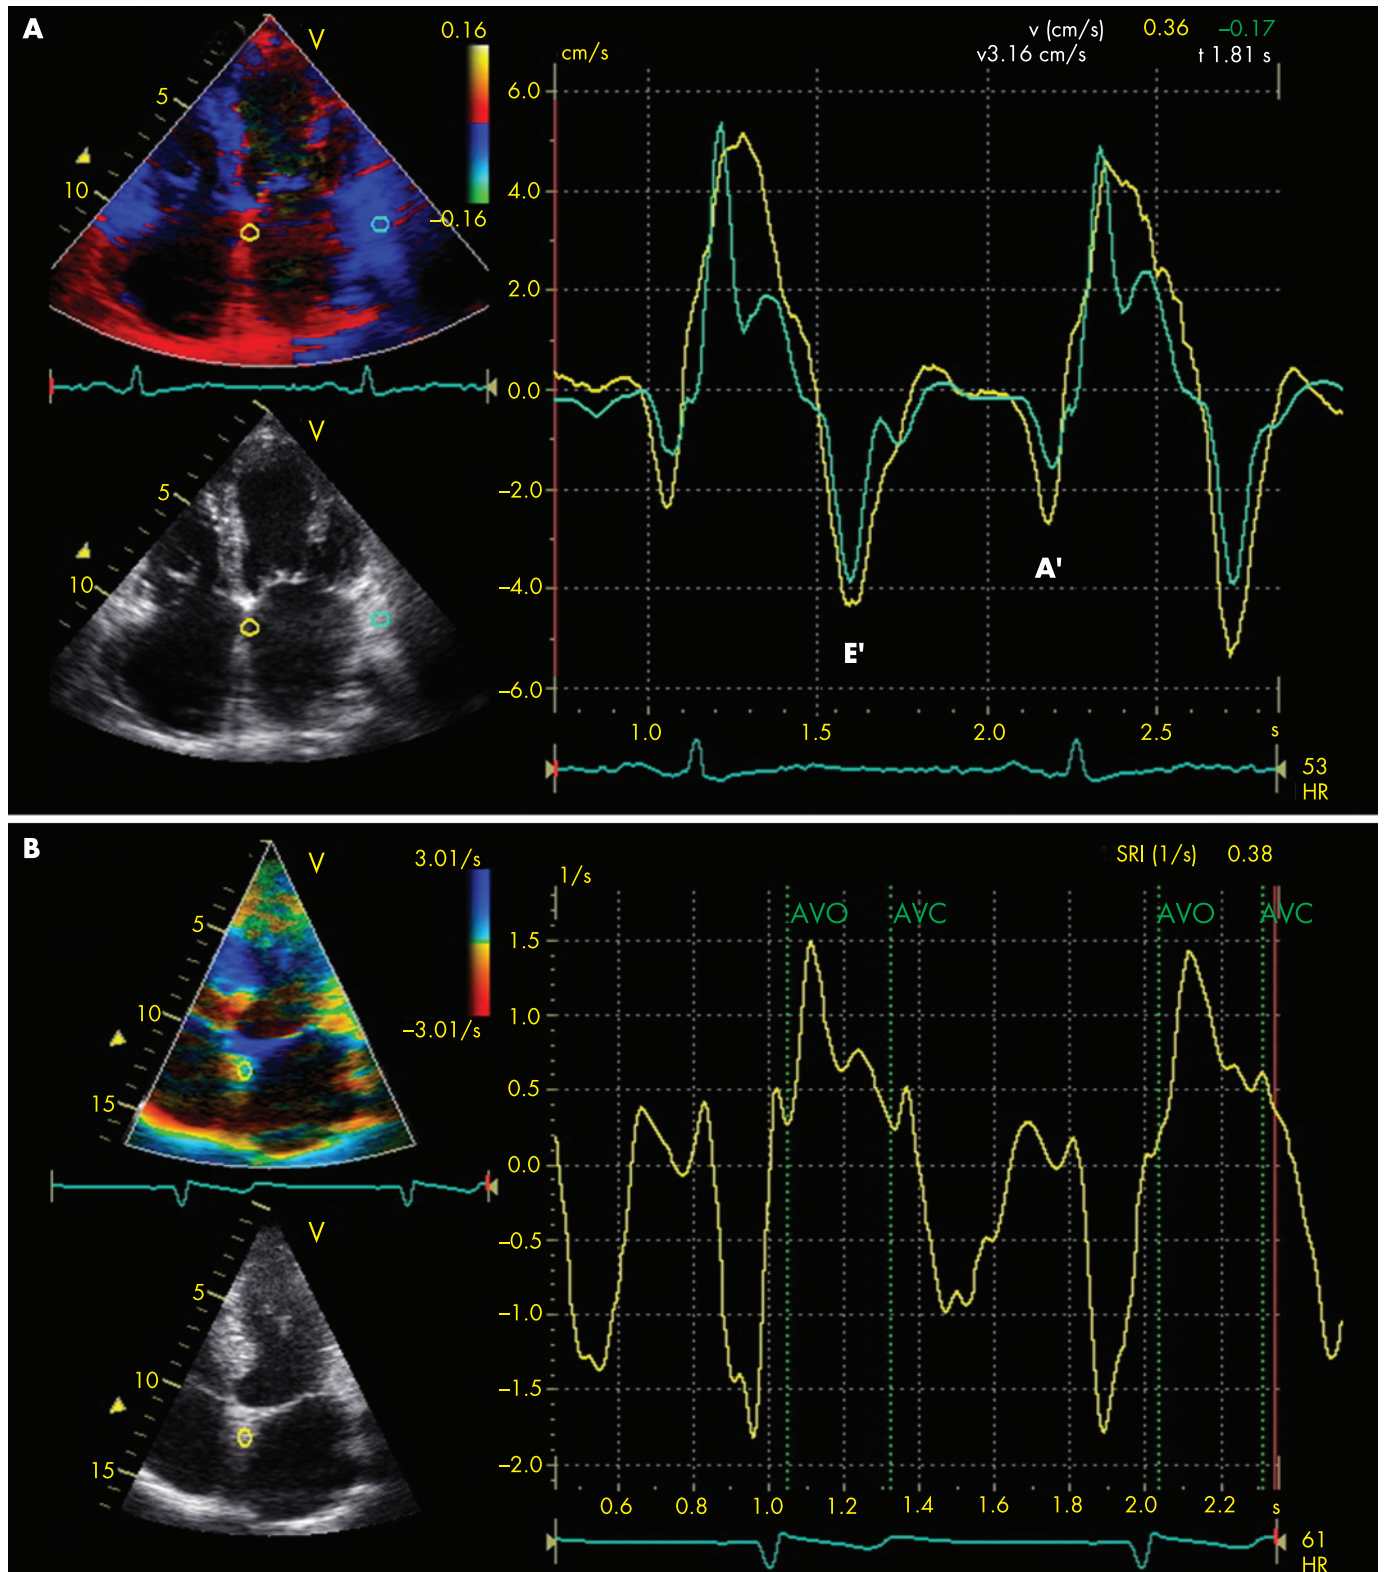 A
V
0.16
5
10
−0.16
V
5
10
v (cm/s) 0.36 −0.17
v3.16 cm/s t 1.81 s
cm/s
6.0
4.0
2.0
0.0
−2.0
−4.0
−6.0
A'
E'
1.0 1.5 2.0 2.5 s
53
HR
B
V
3.01/s
5
10
−3.01/s
15
V
5
10
15
SRI (1/s) 0.38
1/s
AVO AVC AVO AVC
1.5
1.0
0.5
0.0
−0.5
−1.0
−1.5
−2.0
0.6 0.8 1.0 1.2 1.4 1.6 1.8 2.0 2.2 s
61
HR